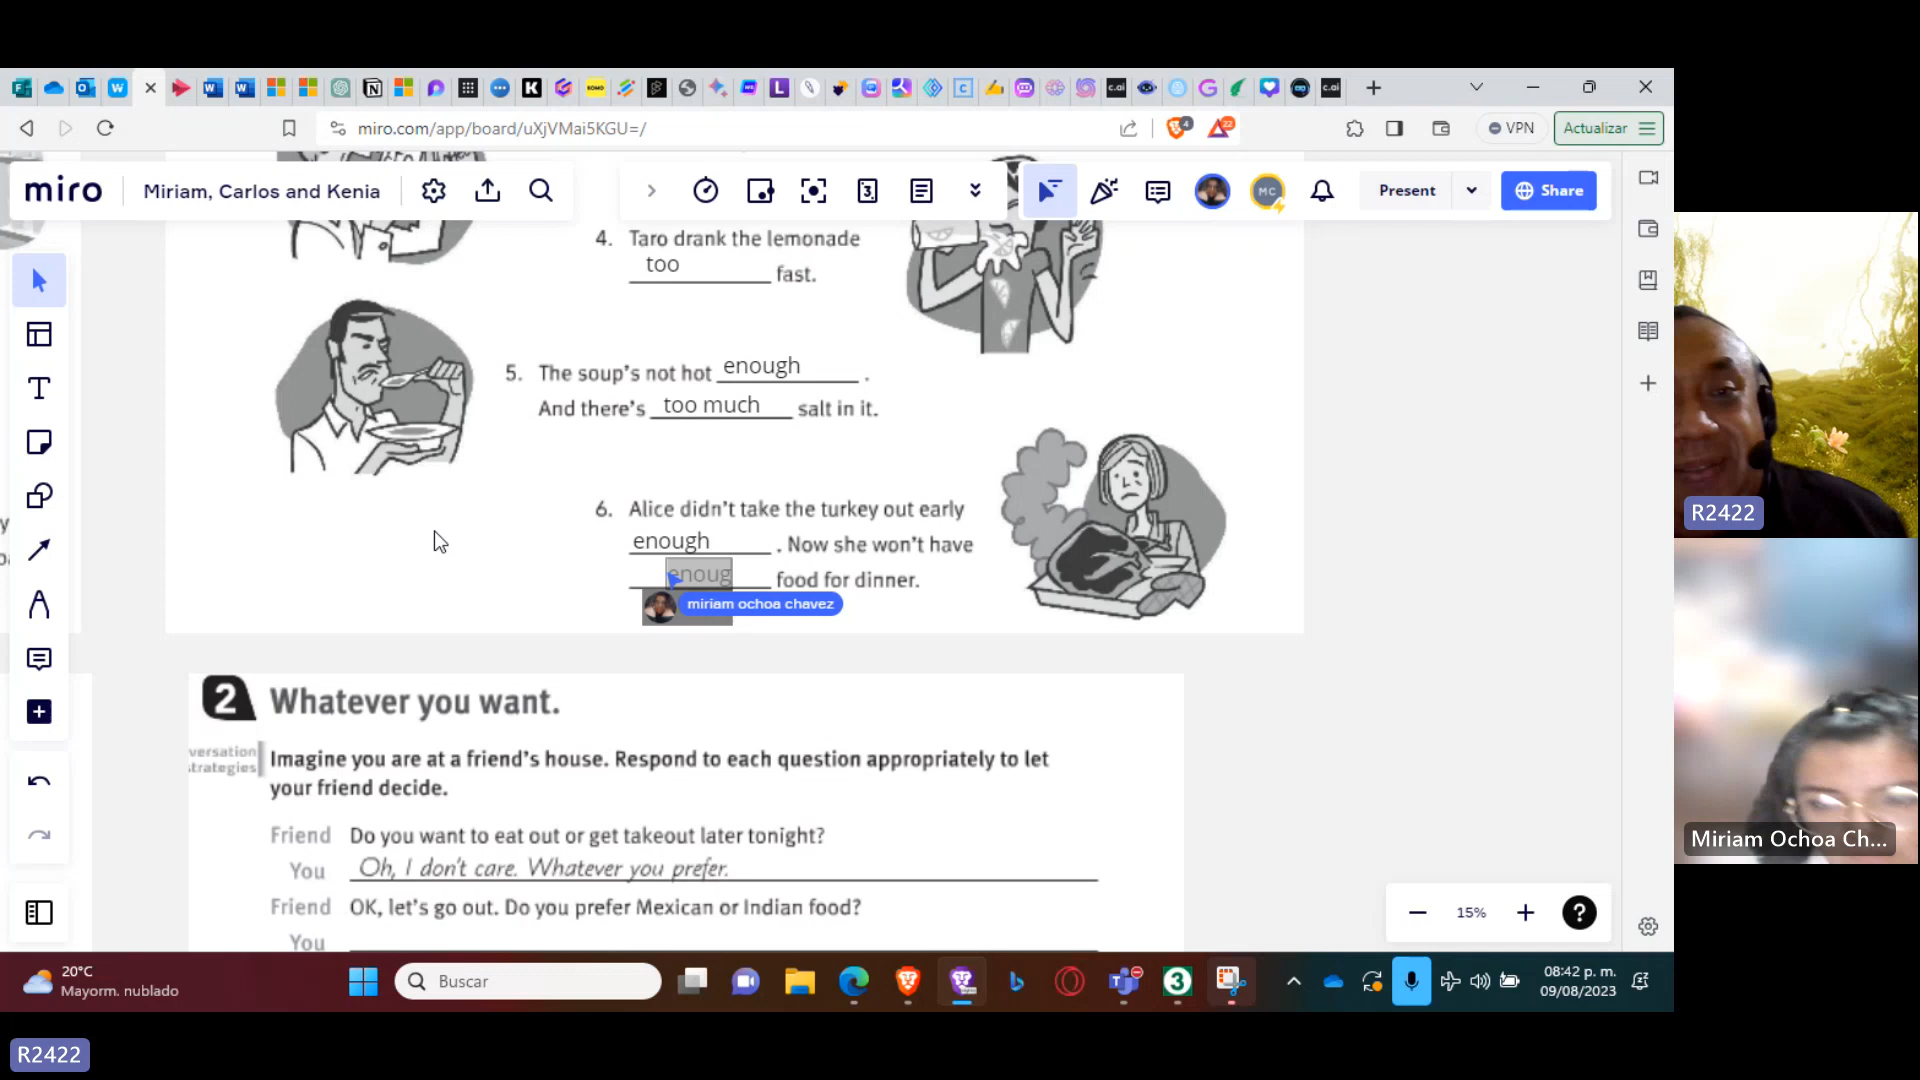 miro.com/app/board/uXjVMai5KGU=/
VPN
Actualizar
miro
Miriam, Carlos and Kenia
MC
Present
Share
4. Taro drank the lemonade
too fast.
5. The soup's not hot enough .
And there's too much salt in it.
6. Alice didn't take the turkey out early
enough . Now she won't have
enoug food for dinner.
miriam ochoa chavez
2 Whatever you want.
versation
trategies
Imagine you are at a friend's house. Respond to each question appropriately to let
your friend decide.
Friend Do you want to eat out or get takeout later tonight?
You Oh, I don't care. Whatever you prefer.
Friend OK, let's go out. Do you prefer Mexican or Indian food?
You
15%
R2422
Miriam Ochoa Ch...
20°C
Mayorm. nublado
Buscar
08:42 p. m.
09/08/2023
R2422